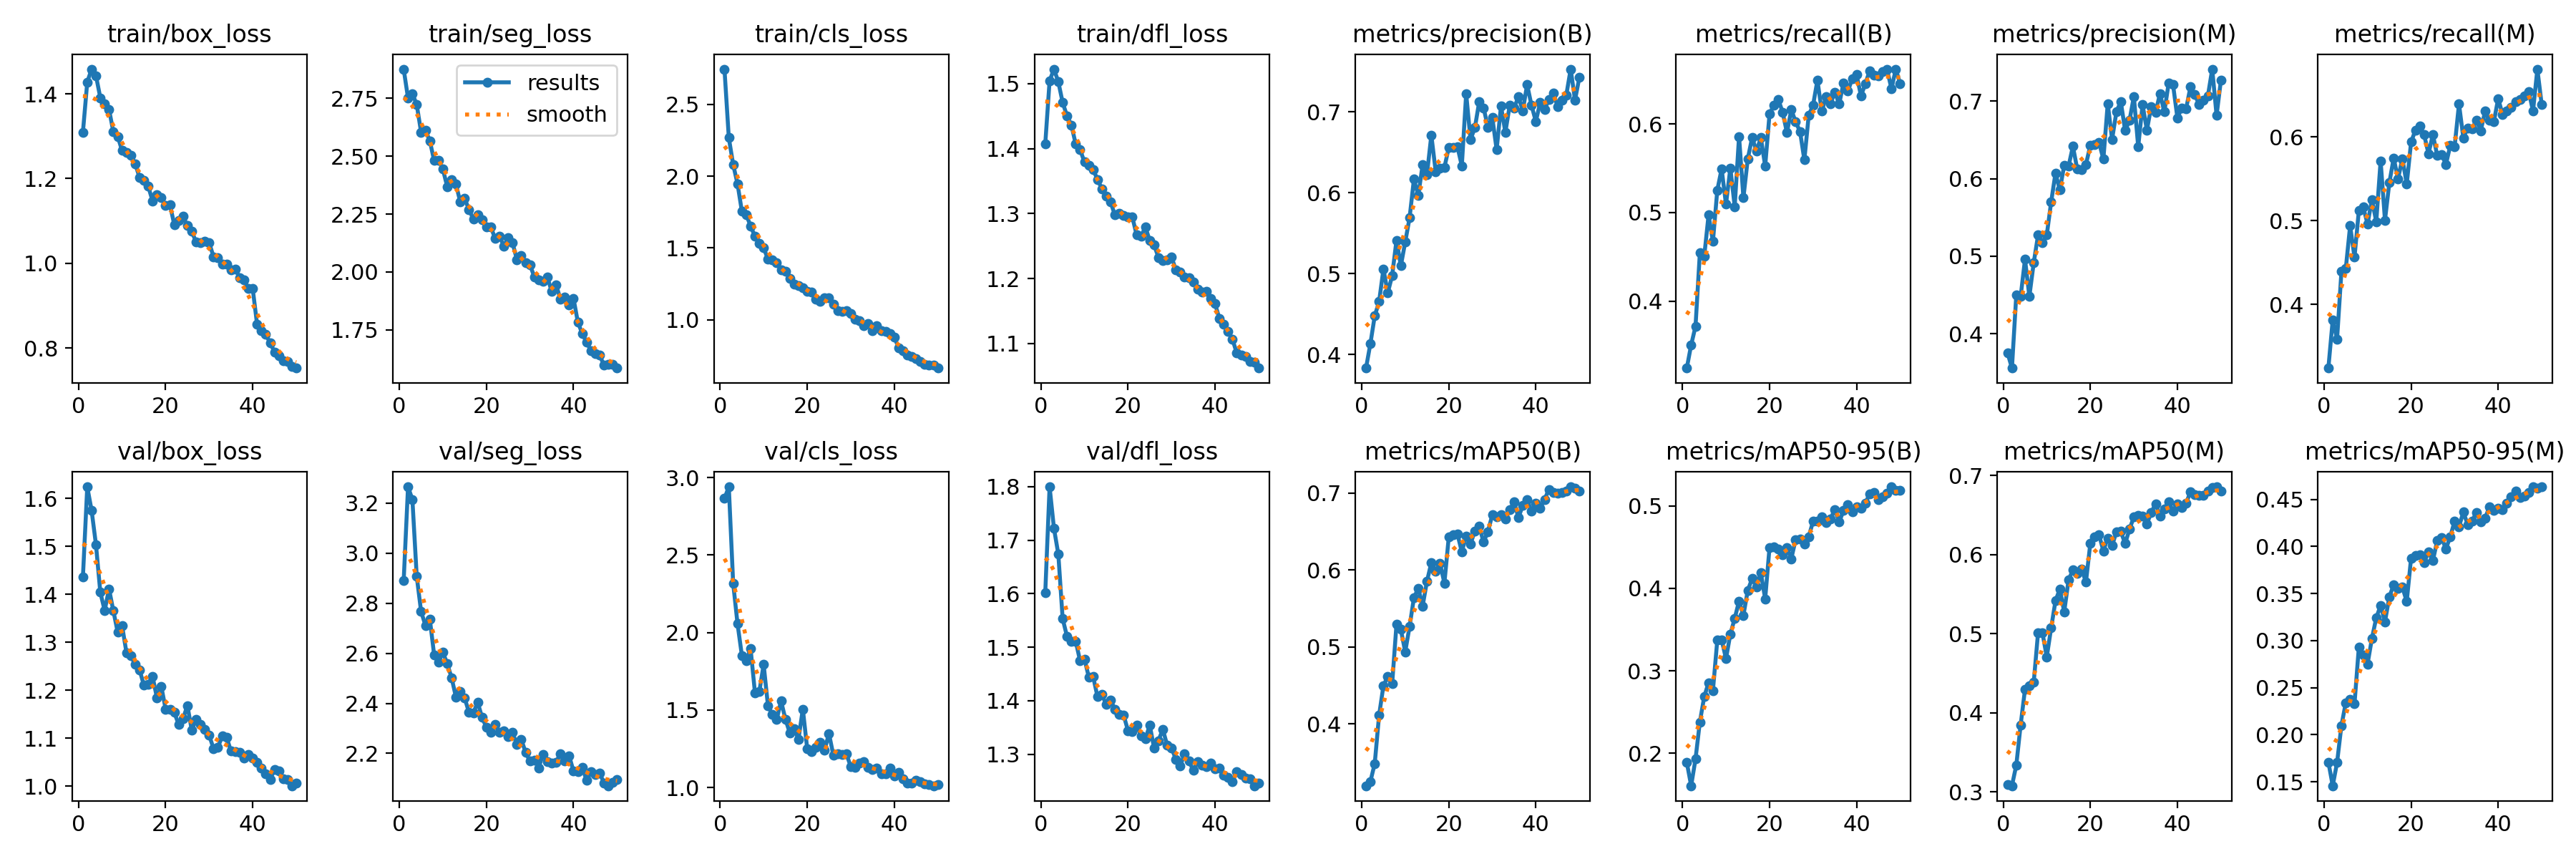 train/box_loss
1.4
1.2
1.0
0.8
0 20 40
train/seg_loss
results
smooth
2.75
2.50
2.25
2.00
1.75
0 20 40
train/cls_loss
2.5
2.0
1.5
1.0
0 20 40
train/dfl_loss
1.5
1.4
1.3
1.2
1.1
0 20 40
metrics/precision(B)
0.7
0.6
0.5
0.4
0 20 40
metrics/recall(B)
0.6
0.5
0.4
0 20 40
metrics/precision(M)
0.7
0.6
0.5
0.4
0 20 40
metrics/recall(M)
0.6
0.5
0.4
0 20 40
val/box_loss
1.6
1.5
1.4
1.3
1.2
1.1
1.0
0 20 40
val/seg_loss
3.2
3.0
2.8
2.6
2.4
2.2
0 20 40
val/cls_loss
3.0
2.5
2.0
1.5
1.0
0 20 40
val/dfl_loss
1.8
1.7
1.6
1.5
1.4
1.3
0 20 40
metrics/mAP50(B)
0.7
0.6
0.5
0.4
0 20 40
metrics/mAP50-95(B)
0.5
0.4
0.3
0.2
0 20 40
metrics/mAP50(M)
0.7
0.6
0.5
0.4
0.3
0 20 40
metrics/mAP50-95(M)
0.45
0.40
0.35
0.30
0.25
0.20
0.15
0 20 40